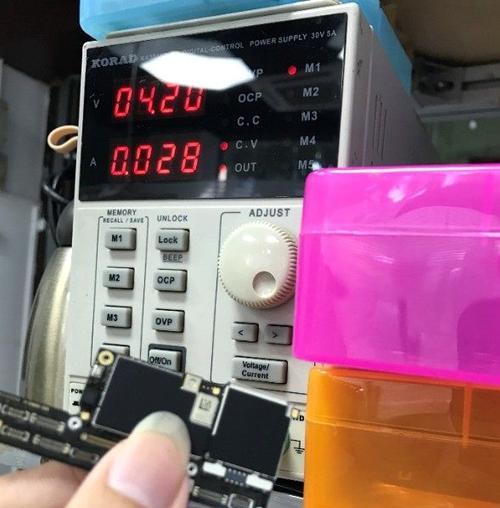 KORAD DIGITAL-CONTROL POWER SUPPLY 30V 5A
V 04.20
A 0.028
OCP
C.C
C.V
OUT
M1
M2
M3
M4
MEMORY
RECALL / SAVE
UNLOCK
ADJUST
M1
Lock
BEEP
M2
OCP
M3
OVP
Off/On
< >
Voltage/
Current